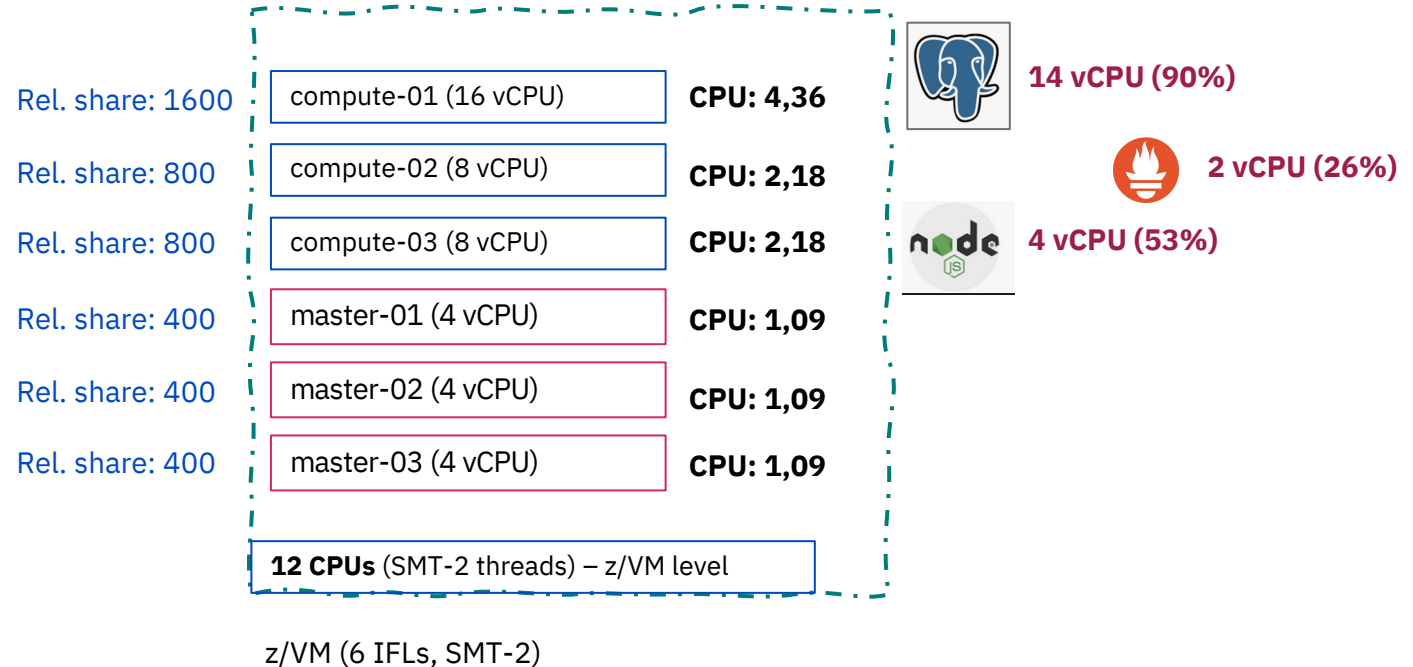 14 vCPU (90%)
Rel. share: 1600
compute-01 (16 vCPU)
CPU: 4,36
Rel. share: 800
compute-02 (8 vCPU)
CPU: 2,18
2 vCPU (26%)
Rel. share: 800
compute-03 (8 vCPU)
CPU: 2,18
node
JS
4 vCPU (53%)
Rel. share: 400
master-01 (4 vCPU)
CPU: 1,09
Rel. share: 400
master-02 (4 vCPU)
CPU: 1,09
Rel. share: 400
master-03 (4 vCPU)
CPU: 1,09
12 CPUs (SMT-2 threads) – z/VM level
z/VM (6 IFLs, SMT-2)